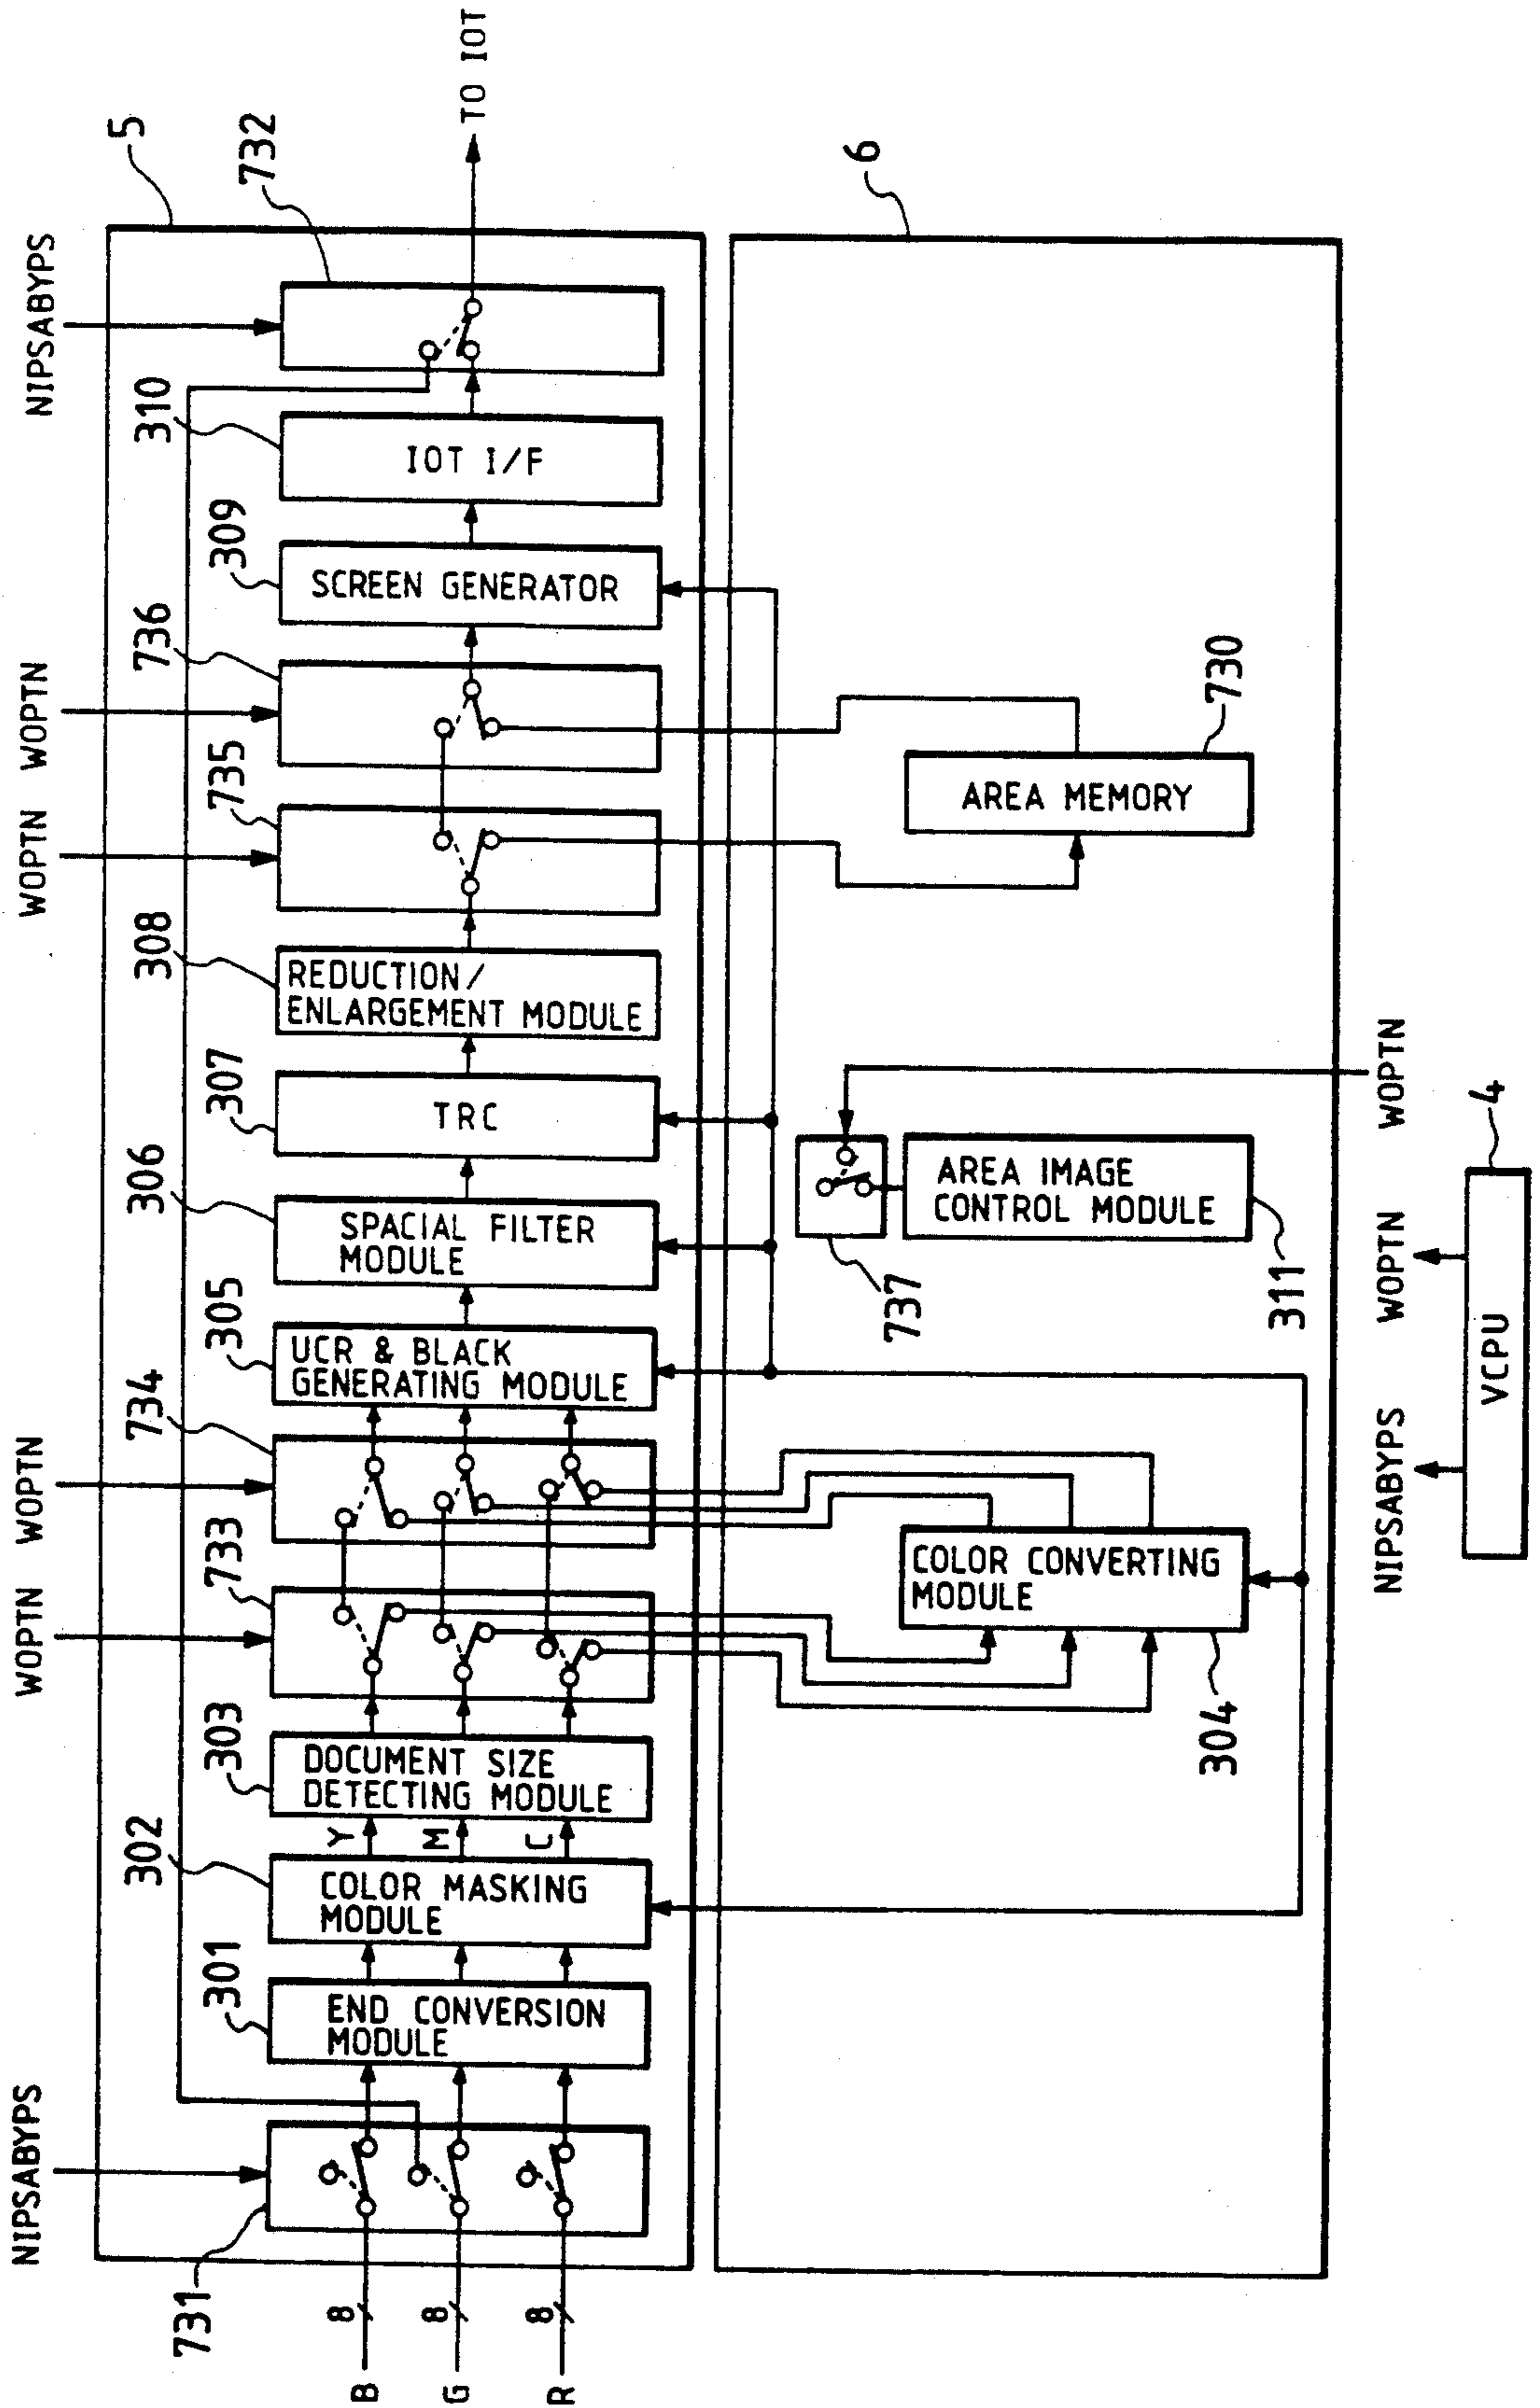 NIPSABYPS
WOPTN
WOPTN
WOPTN
WOPTN
NIPSABYPS
5
731
301
302
303
733
734
305
306
307
308
735
736
309
310
732
B
G
R
8
8
8
END CONVERSION
MODULE
COLOR MASKING
MODULE
Y
M
C
DOCUMENT SIZE
DETECTING MODULE
UCR & BLACK
GENERATING MODULE
SPACIAL FILTER
MODULE
TRC
REDUCTION/
ENLARGEMENT MODULE
SCREEN GENERATOR
IOT I/F
TO IOT
6
COLOR CONVERTING
MODULE
304
737
AREA IMAGE
CONTROL MODULE
311
AREA MEMORY
730
WOPTN
NIPSABYPS
WOPTN
VCPU
4